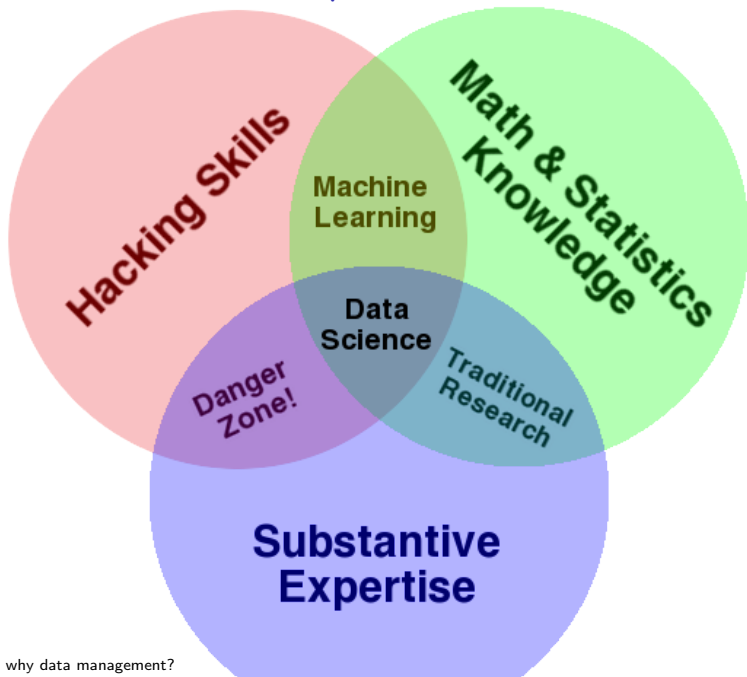 Hacking Skills
Math & Statistics
Knowledge
Machine
Learning
Data
Science
Danger
Zone!
Traditional
Research
Substantive
Expertise
why data management?